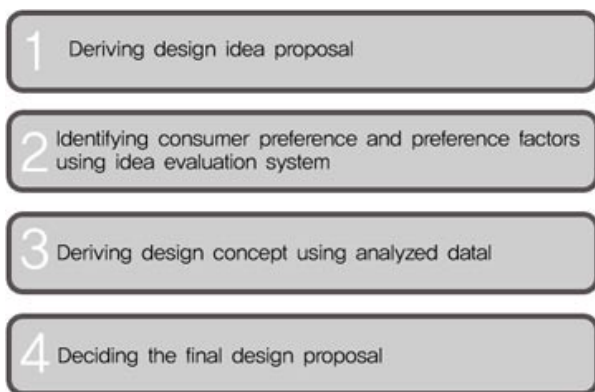 1 Deriving design idea proposal
2 Identifying consumer preference and preference factors
using idea evaluation system
3 Deriving design concept using analyzed datal
4 Deciding the final design proposal